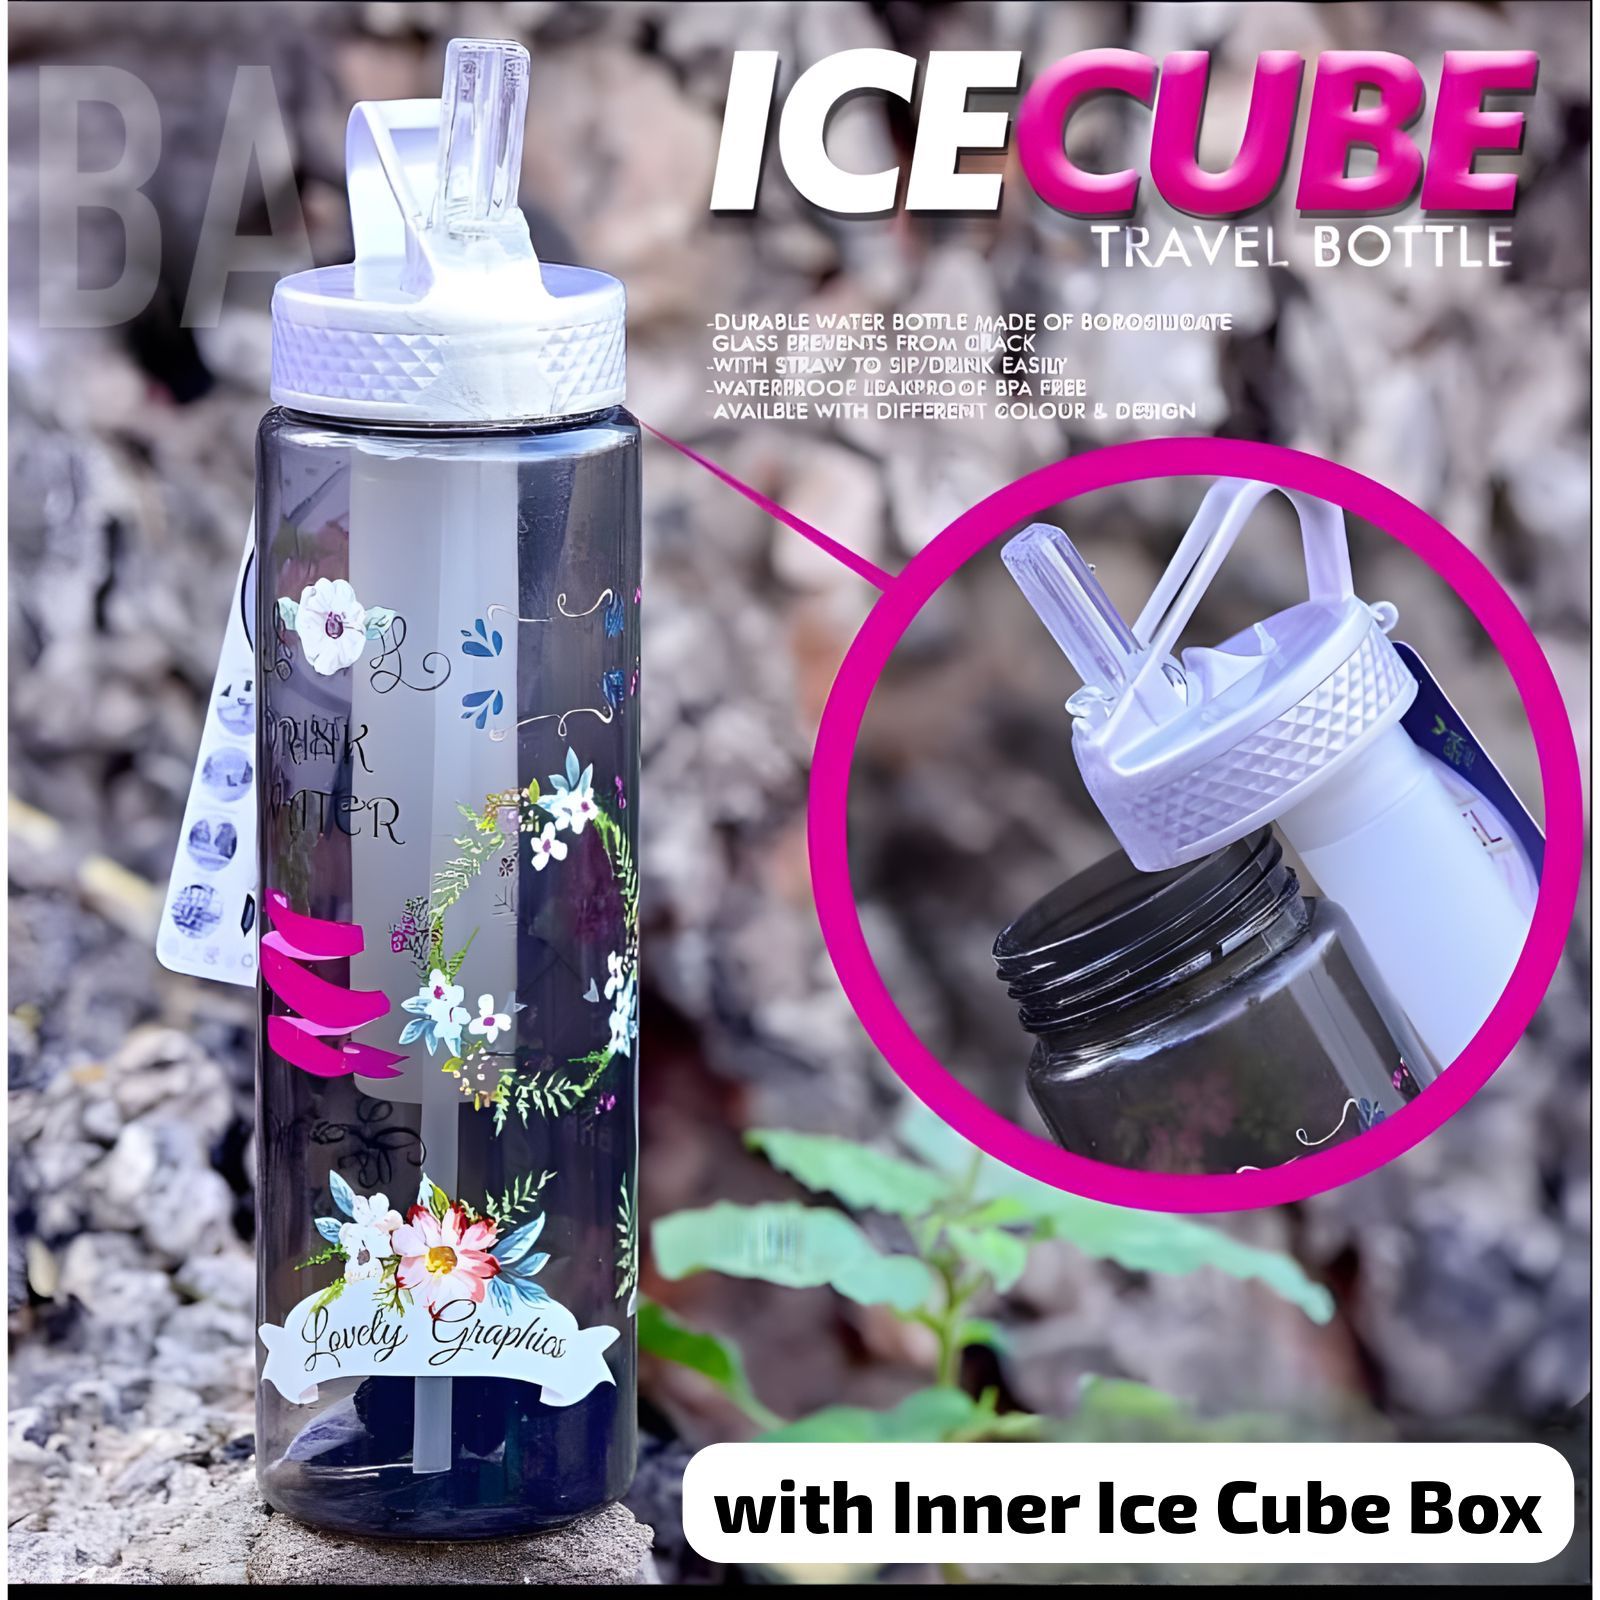 BA
ICECUBE
TRAVEL BOTTLE
-DURABLE WATER BOTTLE MADE OF BOROSILICATE
GLASS PREVENTS FROM CRACK
-WITH STRAW TO SIP/DRINK EASILY
-WATERPROOF LEAKPROOF BPA FREE
AVAILBLE WITH DIFFERENT COLOUR & DESIGN
DRINK
WATER
Lovely Graphics
with Inner Ice Cube Box